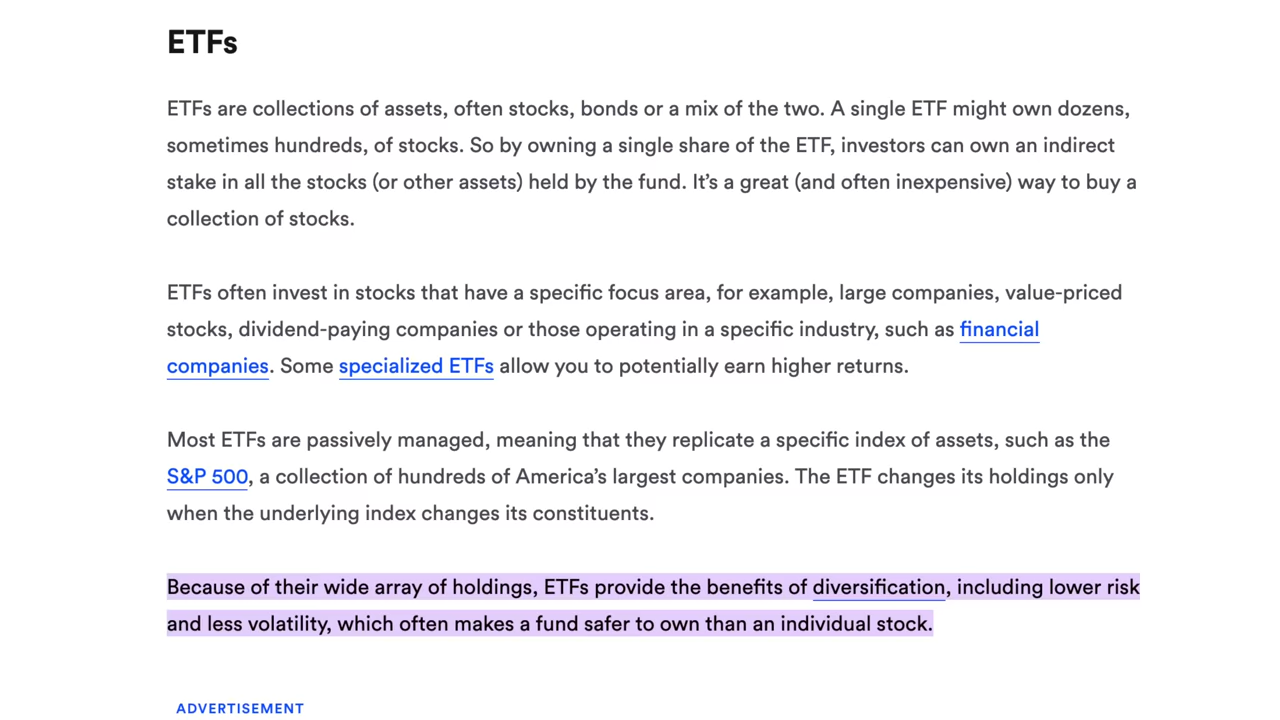 ETFs
ETFs are collections of assets, often stocks, bonds or a mix of the two. A single ETF might own dozens,
sometimes hundreds, of stocks. So by owning a single share of the ETF, investors can own an indirect
stake in all the stocks (or other assets) held by the fund. It’s a great (and often inexpensive) way to buy a
collection of stocks.
ETFs often invest in stocks that have a specific focus area, for example, large companies, value-priced
stocks, dividend-paying companies or those operating in a specific industry, such as financial
companies. Some specialized ETFs allow you to potentially earn higher returns.
Most ETFs are passively managed, meaning that they replicate a specific index of assets, such as the
S&P 500, a collection of hundreds of America’s largest companies. The ETF changes its holdings only
when the underlying index changes its constituents.
Because of their wide array of holdings, ETFs provide the benefits of diversification, including lower risk
and less volatility, which often makes a fund safer to own than an individual stock.
ADVERTISEMENT